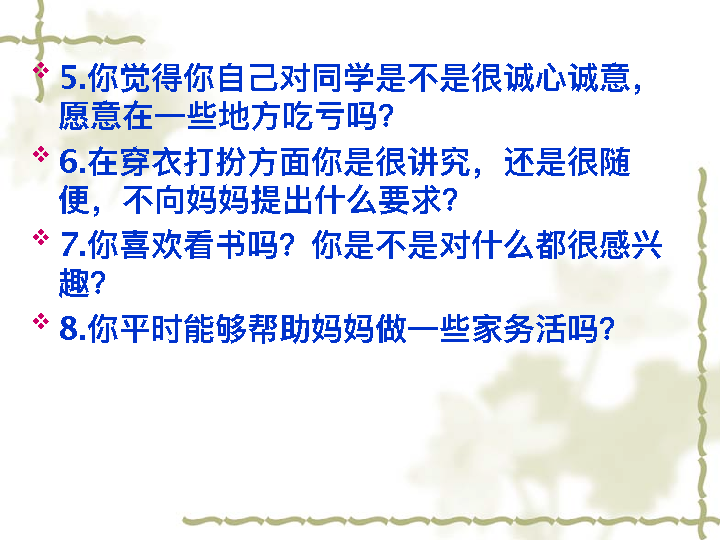 ❖ 5.你觉得你自己对同学是不是很诚心诚意，
愿意在一些地方吃亏吗？
❖ 6.在穿衣打扮方面你是很讲究，还是很随
便，不向妈妈提出什么要求？
❖ 7.你喜欢看书吗？你是不是对什么都很感兴
趣？
❖ 8.你平时能够帮助妈妈做一些家务活吗？